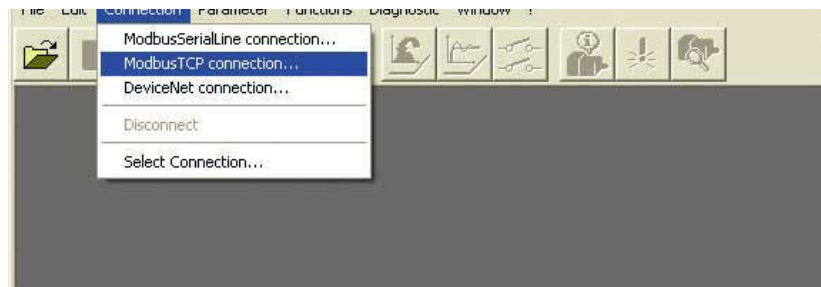 File Edit Connection Parameter Functions Diagnostic Window ?
ModbusSerialLine connection...
ModbusTCP connection...
DeviceNet connection...
Disconnect
Select Connection...